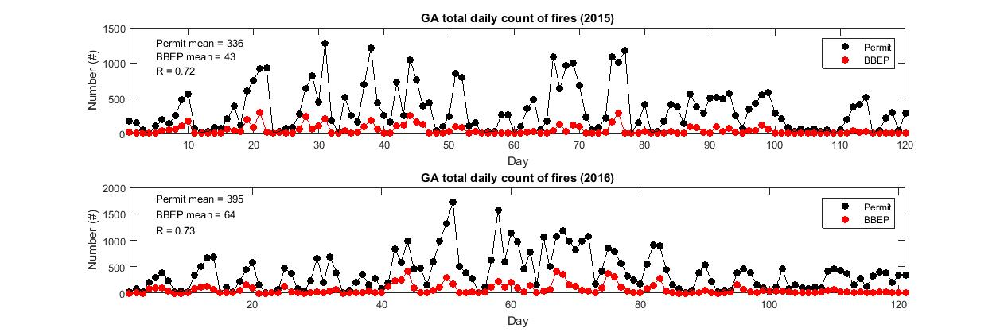 GA total daily count of fires (2015)
1500
1000
500
0
Number (#)
Permit mean = 336
BBEP mean = 43
R = 0.72
Permit
BBEP
10 20 30 40 50 60 70 80 90 100 110 120
Day
GA total daily count of fires (2016)
2000
1500
1000
500
0
Number (#)
Permit mean = 395
BBEP mean = 64
R = 0.73
Permit
BBEP
20 40 60 80 100 120
Day